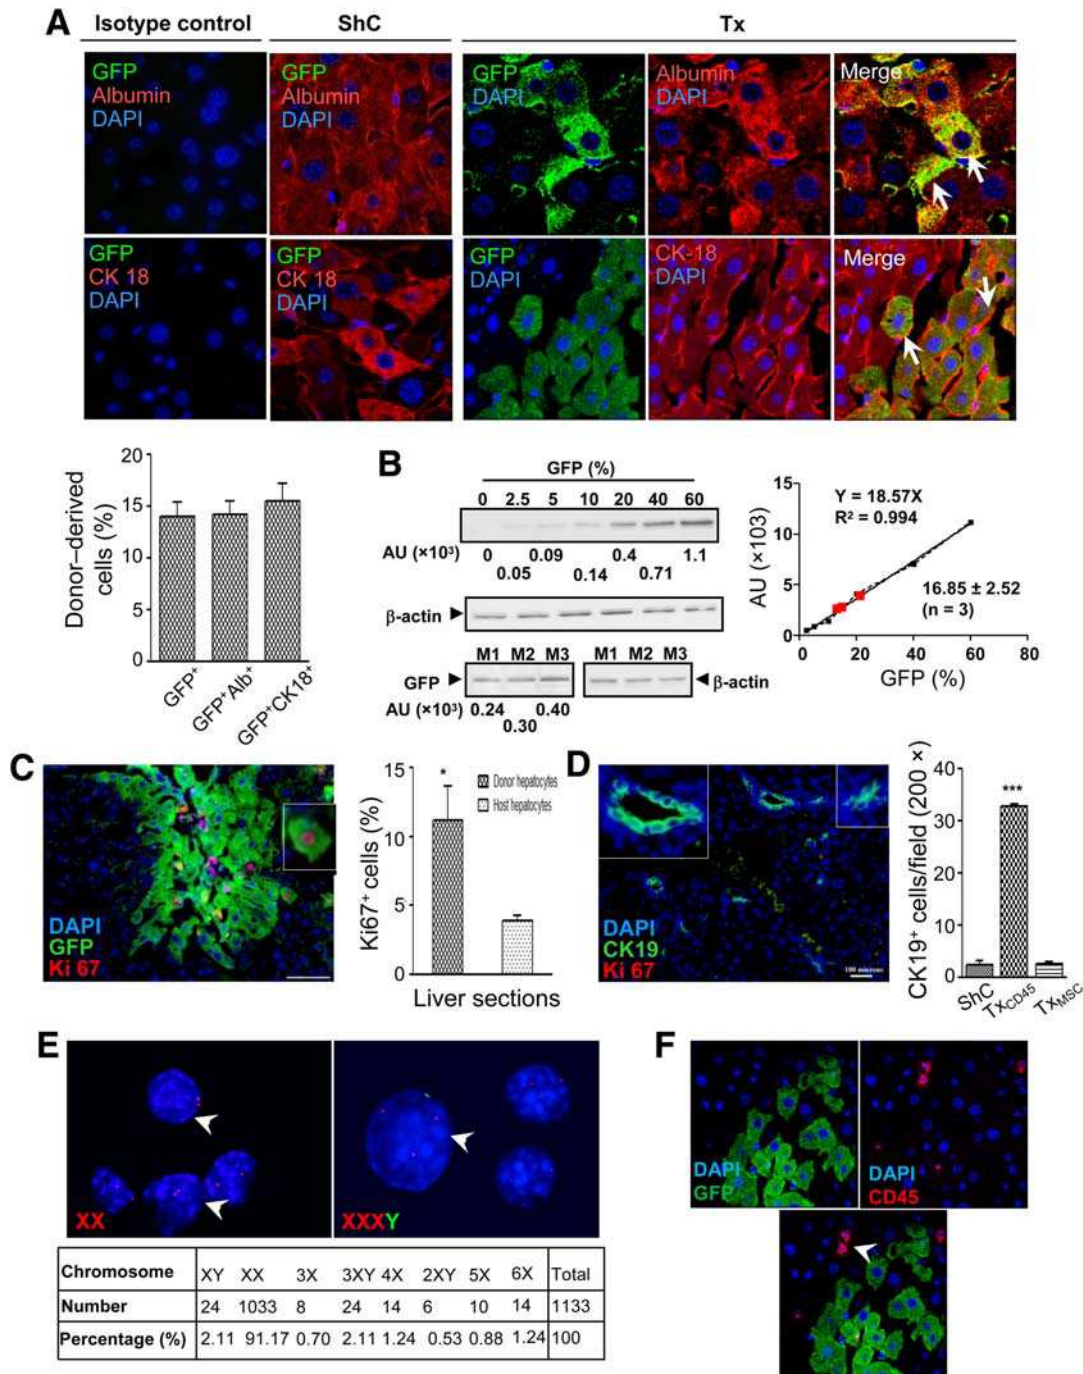 A
Isotype control
ShC
Tx
GFP
Albumin
DAPI
GFP
Albumin
DAPI
GFP
DAPI
Albumin
DAPI
Merge
GFP
CK 18
DAPI
GFP
CK 18
DAPI
GFP
DAPI
CK-18
DAPI
Merge
Donor–derived
cells (%)
20
15
10
5
0
GFP⁺
GFP⁺Alb⁺
GFP⁺CK18⁺
B
GFP (%)
0 2.5 5 10 20 40 60
AU (×10³)
0 0.09 0.4 1.1
0.05 0.14 0.71
β-actin
M1 M2 M3
M1 M2 M3
GFP
β-actin
AU (×10³)
0.24 0.40
0.30
AU (×103)
15
10
5
0
Y = 18.57X
R² = 0.994
16.85 ± 2.52
(n = 3)
0 20 40 60 80
GFP (%)
C
DAPI
GFP
Ki 67
Ki67⁺ cells (%)
15
10
5
0
*
Donor hepatocytes
Host hepatocytes
Liver sections
D
DAPI
CK19
Ki 67
100 microns
CK19⁺ cells/field (200 ×)
40
30
20
10
0
***
ShC
Tx_CD45
Tx_MSC
E
XX
XXXY
Chromosome XY XX 3X 3XY 4X 2XY 5X 6X Total
Number 24 1033 8 24 14 6 10 14 1133
Percentage (%) 2.11 91.17 0.70 2.11 1.24 0.53 0.88 1.24 100
F
DAPI
GFP
DAPI
CD45